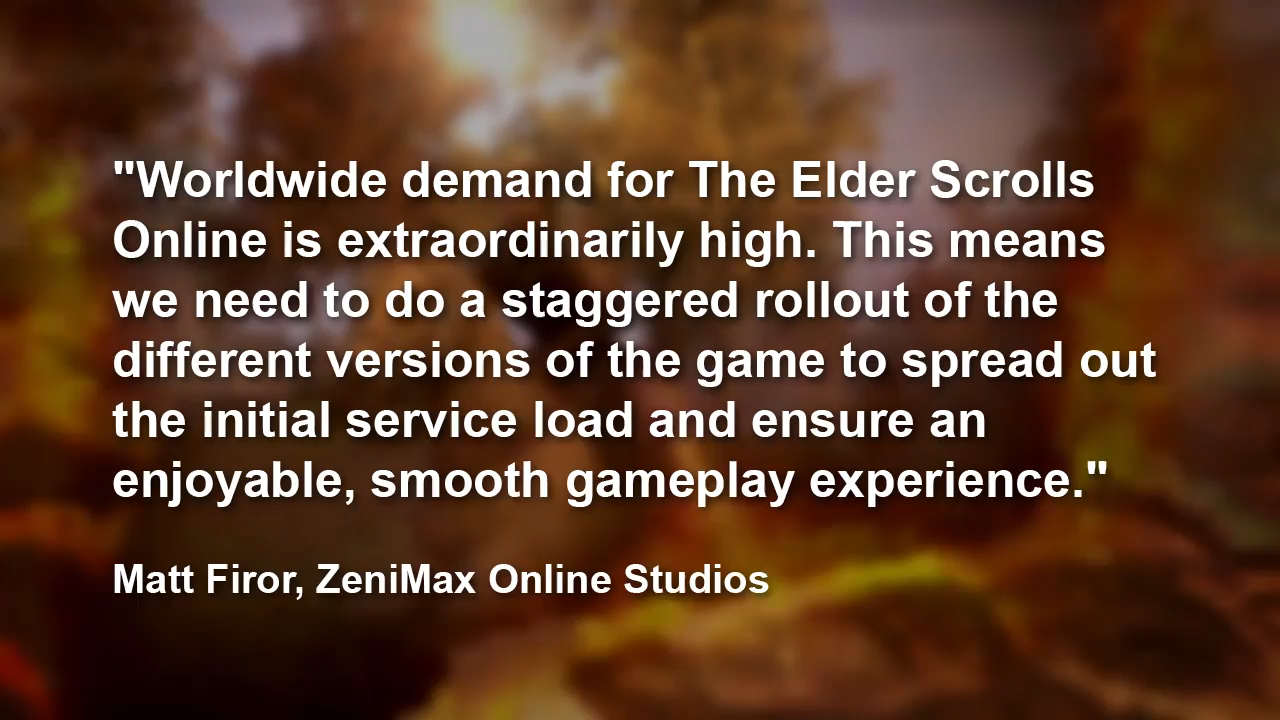 "Worldwide demand for The Elder Scrolls
Online is extraordinarily high. This means
we need to do a staggered rollout of the
different versions of the game to spread out
the initial service load and ensure an
enjoyable, smooth gameplay experience."
Matt Firor, ZeniMax Online Studios